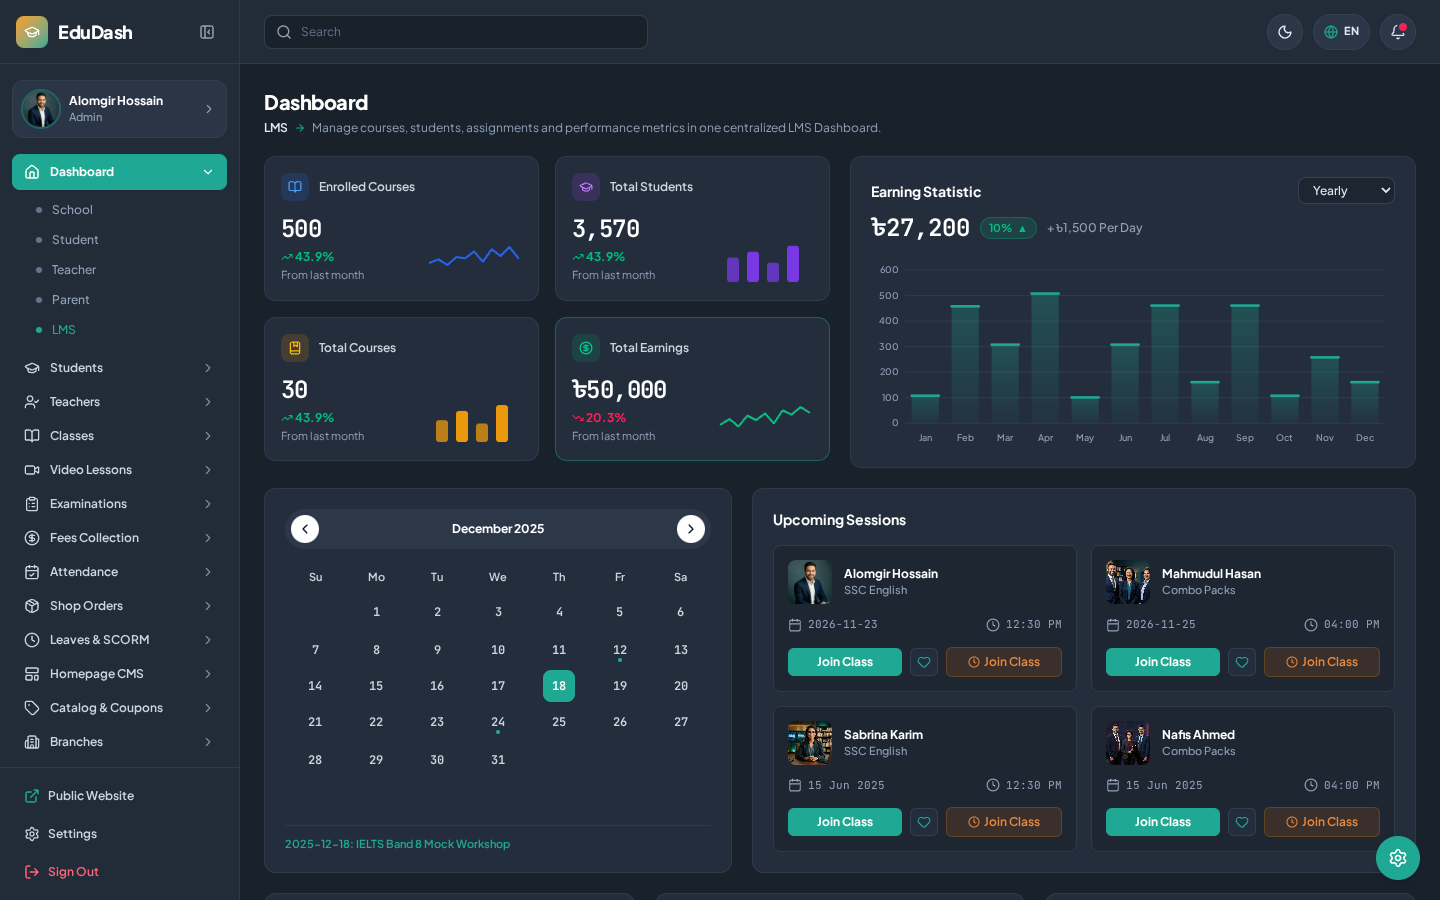 EduDash
Search
EN
Alomgir Hossain
Admin
Dashboard
School
Student
Teacher
Parent
LMS
Students
Teachers
Classes
Video Lessons
Examinations
Fees Collection
Attendance
Shop Orders
Leaves & SCORM
Homepage CMS
Catalog & Coupons
Branches
Public Website
Settings
Sign Out
Dashboard
LMS → Manage courses, students, assignments and performance metrics in one centralized LMS Dashboard.
Enrolled Courses
500
43.9%
From last month
Total Students
3,570
43.9%
From last month
Total Courses
30
43.9%
From last month
Total Earnings
৳50,000
20.3%
From last month
Earning Statistic
Yearly
৳27,200 10% ▲ +৳1,500 Per Day
600
500
400
300
200
100
0
Jan Feb Mar Apr May Jun Jul Aug Sep Oct Nov Dec
December 2025
Su Mo Tu We Th Fr Sa
1 2 3 4 5 6
7 8 9 10 11 12 13
14 15 16 17 18 19 20
21 22 23 24 25 26 27
28 29 30 31
2025-12-18: IELTS Band 8 Mock Workshop
Upcoming Sessions
Alomgir Hossain
SSC English
2026-11-23 12:30 PM
Join Class Join Class
Mahmudul Hasan
Combo Packs
2026-11-25 04:00 PM
Join Class Join Class
Sabrina Karim
SSC English
15 Jun 2025 12:30 PM
Join Class Join Class
Nafis Ahmed
Combo Packs
15 Jun 2025 04:00 PM
Join Class Join Class